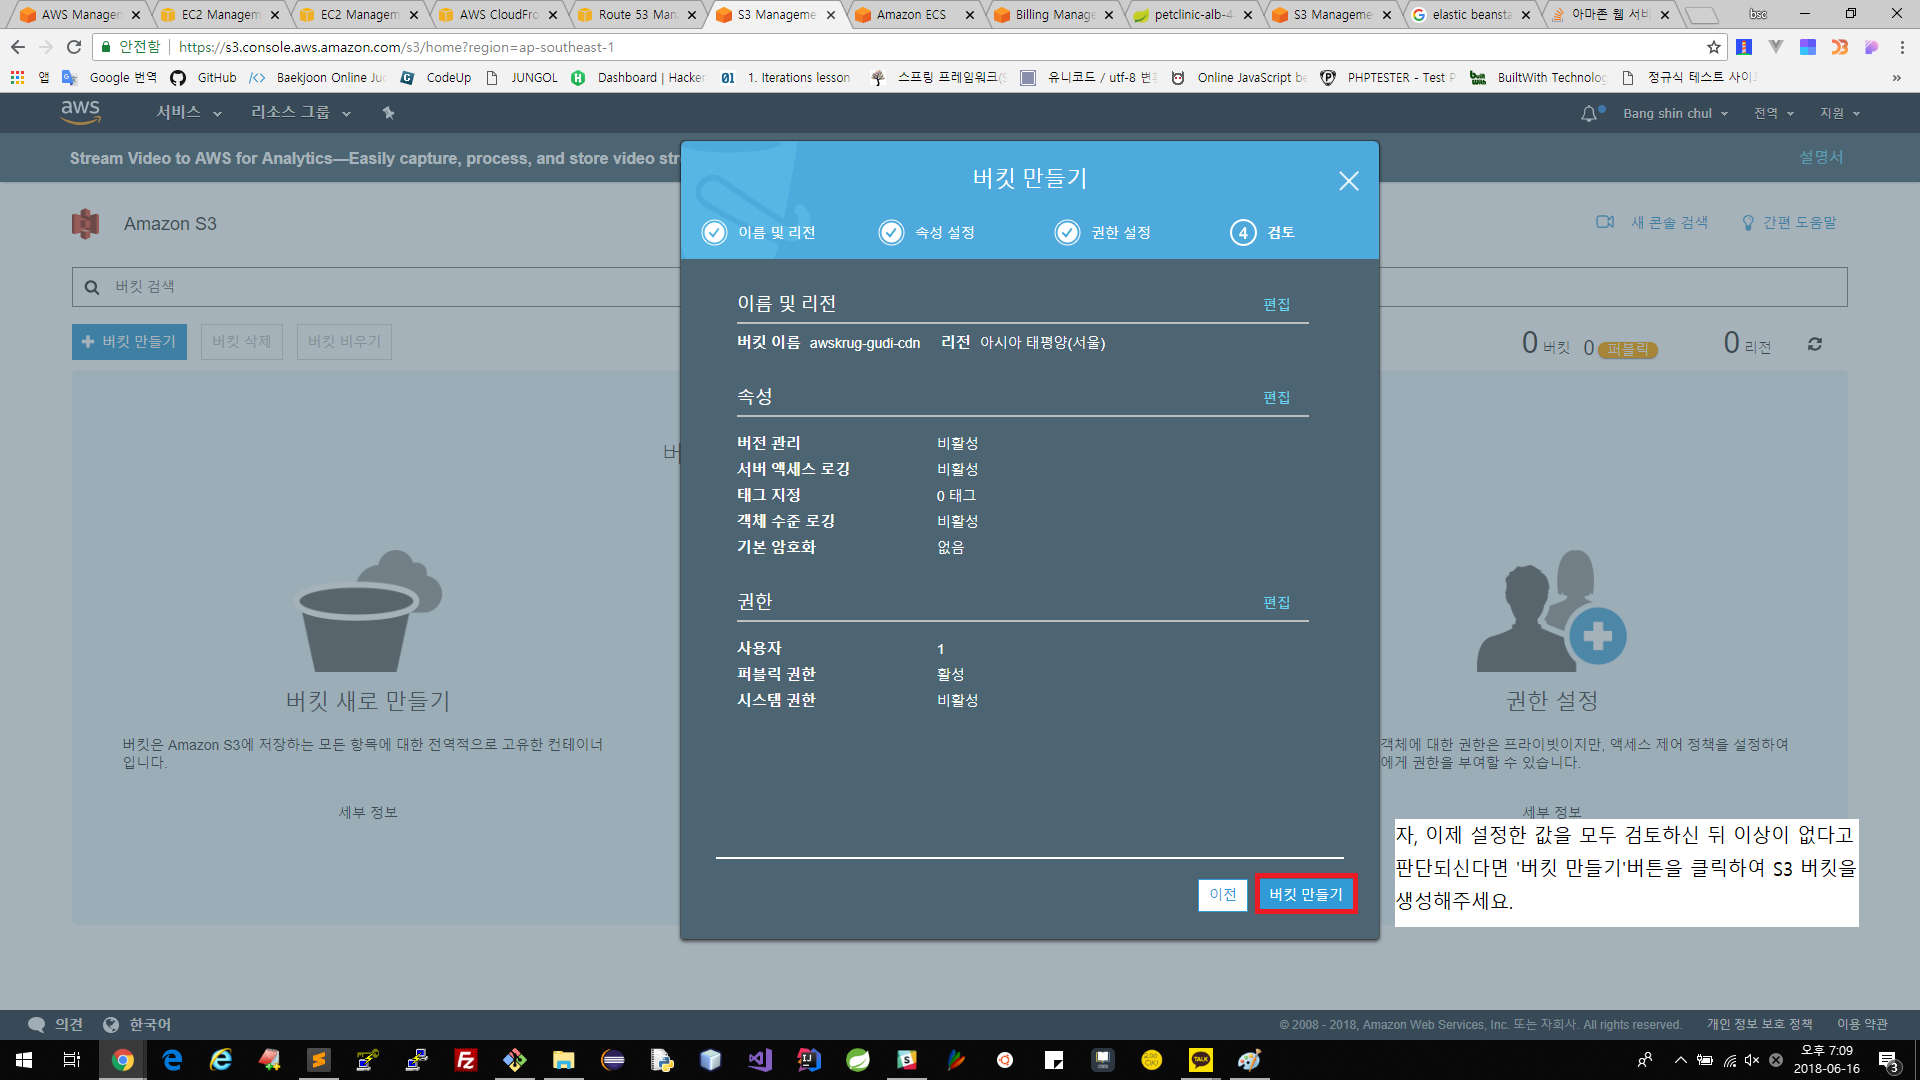 AWS Managem
EC2 Managem
EC2 Managem
AWS CloudFro
Route 53 Man
S3 Manageme
Amazon ECS
Billing Manage
petclinic-alb-4
S3 Manageme
elastic beansta
아마존 웹 서비
bsc
안전함
https://s3.console.aws.amazon.com/s3/home?region=ap-southeast-1
앱
Google 번역
GitHub
Baekjoon Online Juc
CodeUp
JUNGOL
Dashboard | Hacker
1. Iterations lesson
스프링 프레임워크(S
유니코드 / utf-8 변환
Online JavaScript be
PHPTESTER - Test P
BuiltWith Technolog
정규식 테스트 사이트
aws
서비스
리소스 그룹
Bang shin chul
전역
지원
Stream Video to AWS for Analytics—Easily capture, process, and store video str
설명서
Amazon S3
새 콘솔 검색
간편 도움말
버킷 검색
버킷 만들기
버킷 삭제
버킷 비우기
0 버킷
0 퍼블릭
0 리전
버킷 만들기
이름 및 리전
속성 설정
권한 설정
4 검토
이름 및 리전
편집
버킷 이름 awskrug-gudi-cdn 리전 아시아 태평양(서울)
속성
편집
버전 관리 비활성
서버 액세스 로깅 비활성
태그 지정 0 태그
객체 수준 로깅 비활성
기본 암호화 없음
권한
편집
사용자 1
퍼블릭 권한 활성
시스템 권한 비활성
이전
버킷 만들기
버
버킷 새로 만들기
버킷은 Amazon S3에 저장하는 모든 항목에 대한 전역적으로 고유한 컨테이너
입니다.
세부 정보
권한 설정
객체에 대한 권한은 프라이빗이지만, 액세스 제어 정책을 설정하여
에게 권한을 부여할 수 있습니다.
세부 정보
자, 이제 설정한 값을 모두 검토하신 뒤 이상이 없다고
판단되신다면 '버킷 만들기'버튼을 클릭하여 S3 버킷을
생성해주세요.
의견
한국어
© 2008 - 2018, Amazon Web Services, Inc. 또는 자회사. All rights reserved.
개인 정보 보호 정책
이용 약관
오후 7:09
2018-06-16
3